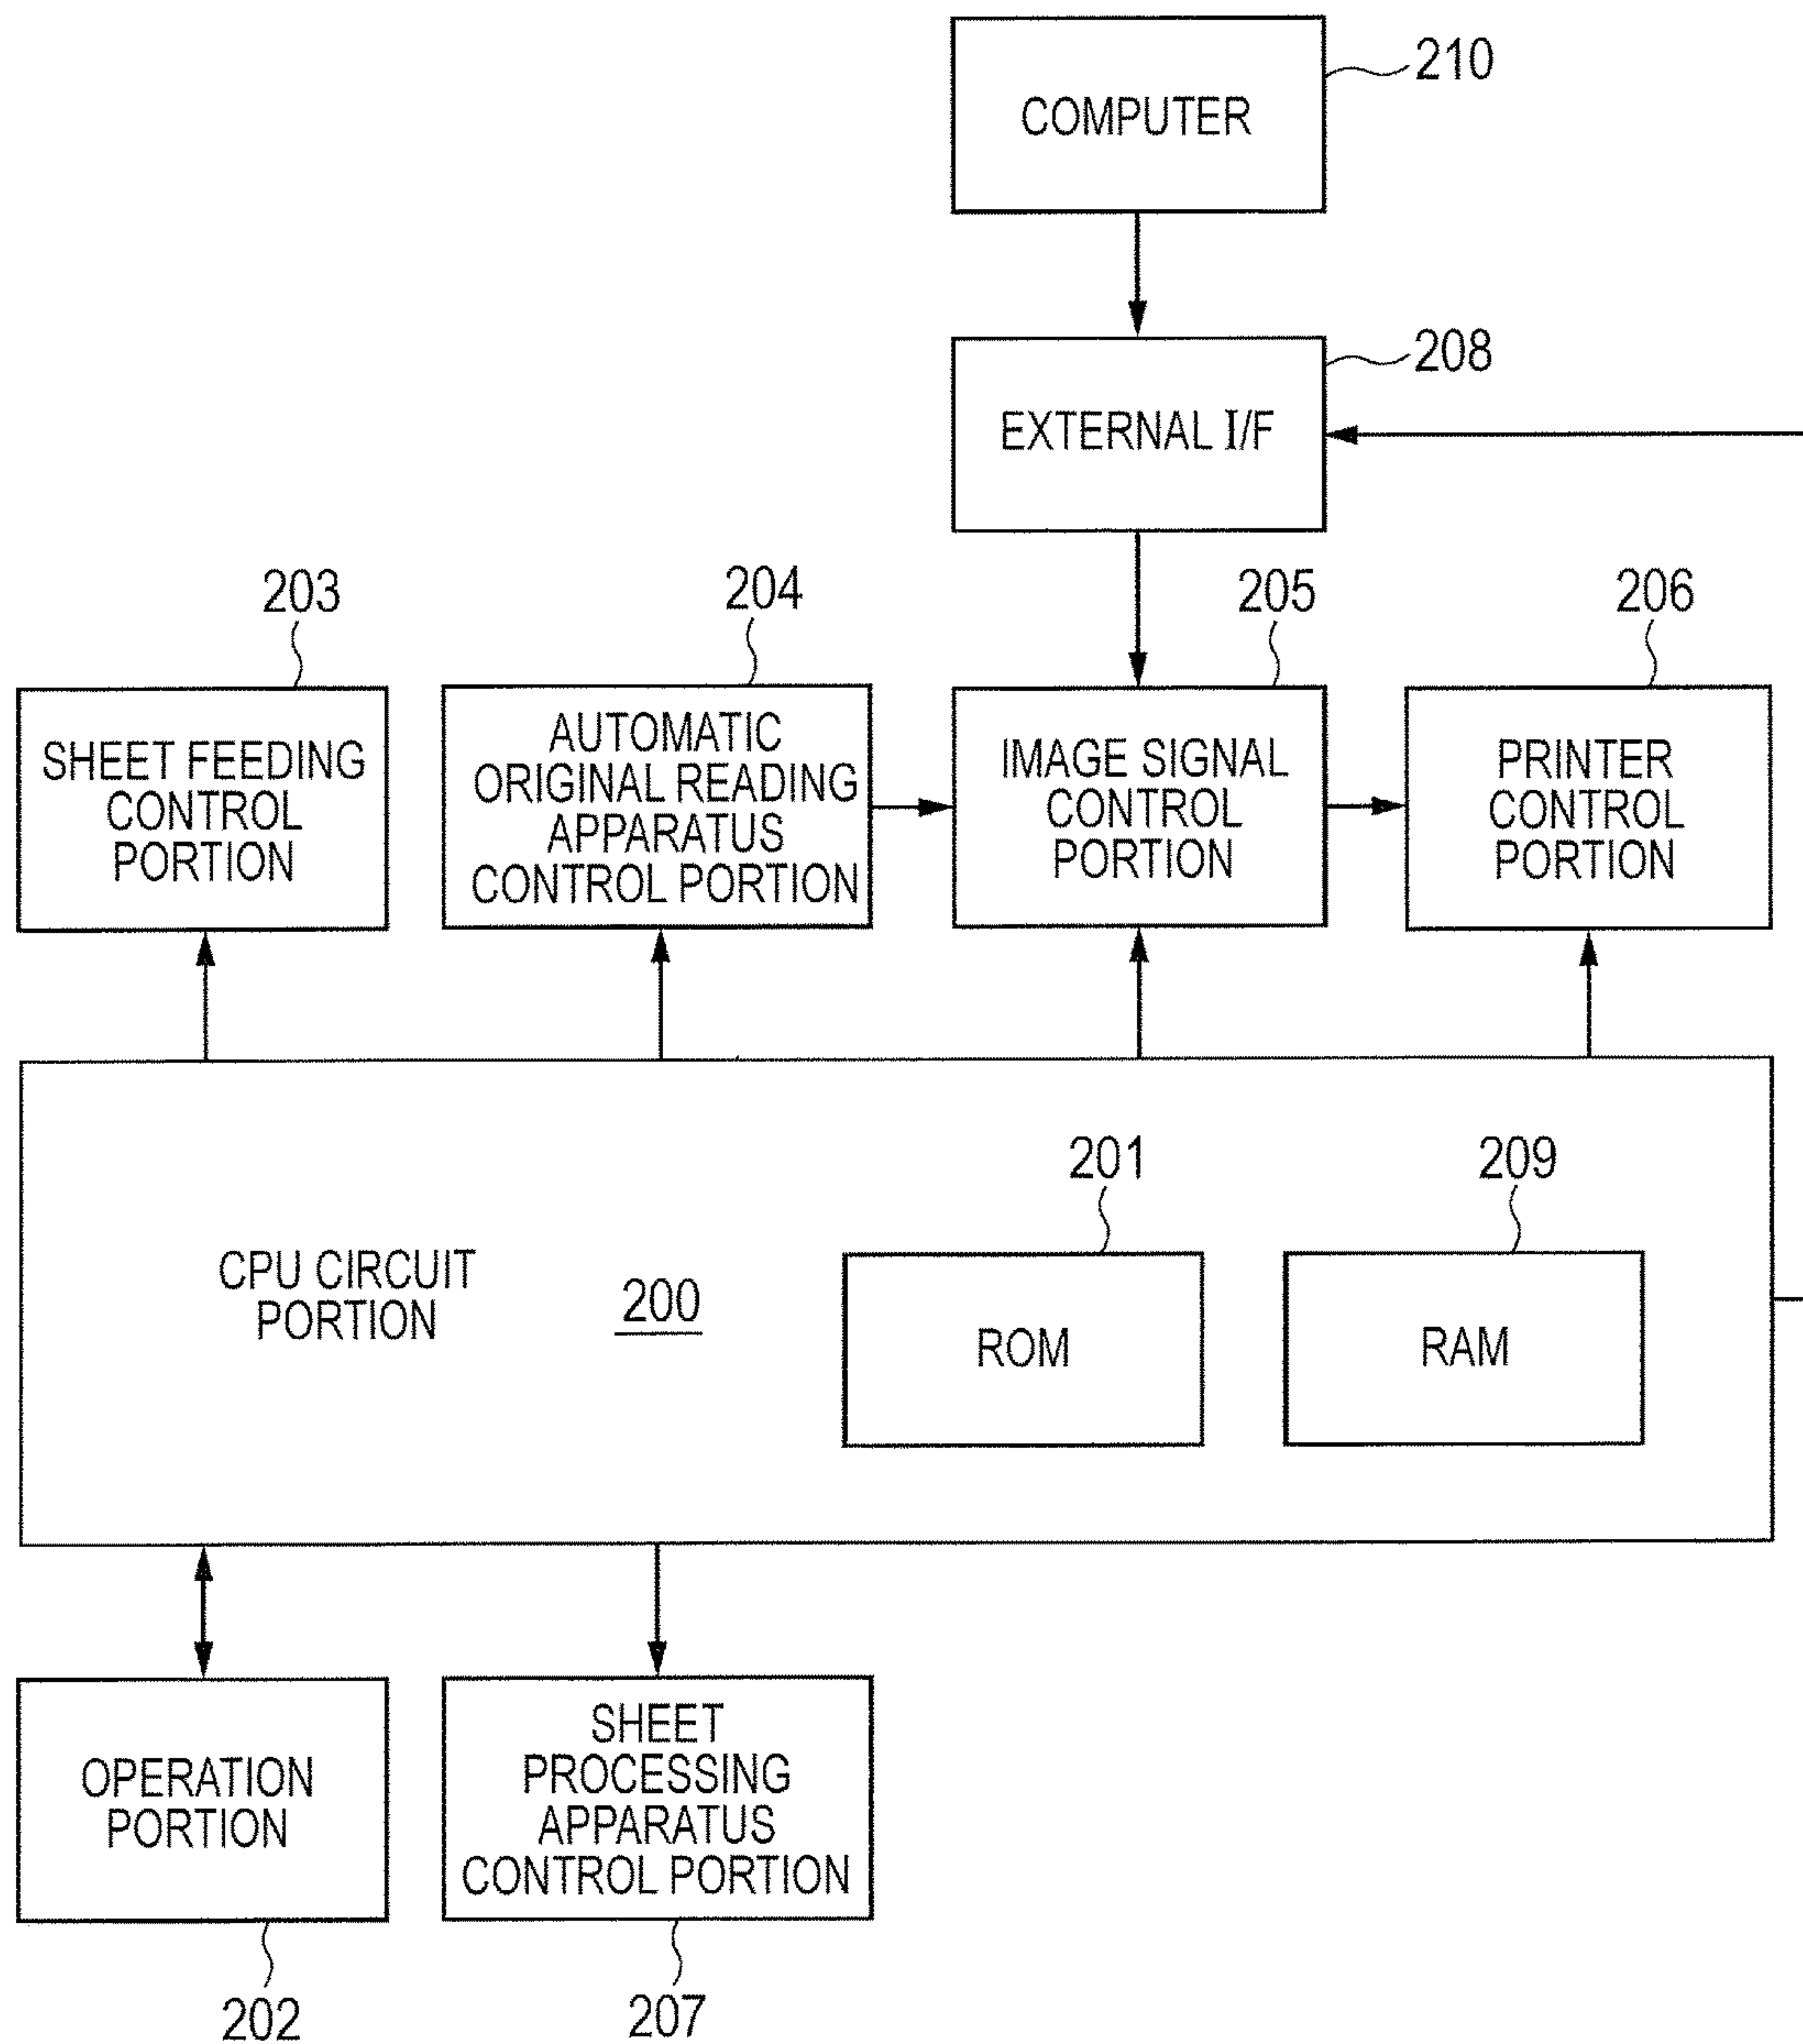 210
COMPUTER
208
EXTERNAL I/F
203
204
205
206
SHEET FEEDING
CONTROL
PORTION
AUTOMATIC
ORIGINAL READING
APPARATUS
CONTROL PORTION
IMAGE SIGNAL
CONTROL
PORTION
PRINTER
CONTROL
PORTION
CPU CIRCUIT
PORTION
200
201
ROM
209
RAM
OPERATION
PORTION
SHEET
PROCESSING
APPARATUS
CONTROL PORTION
202
207